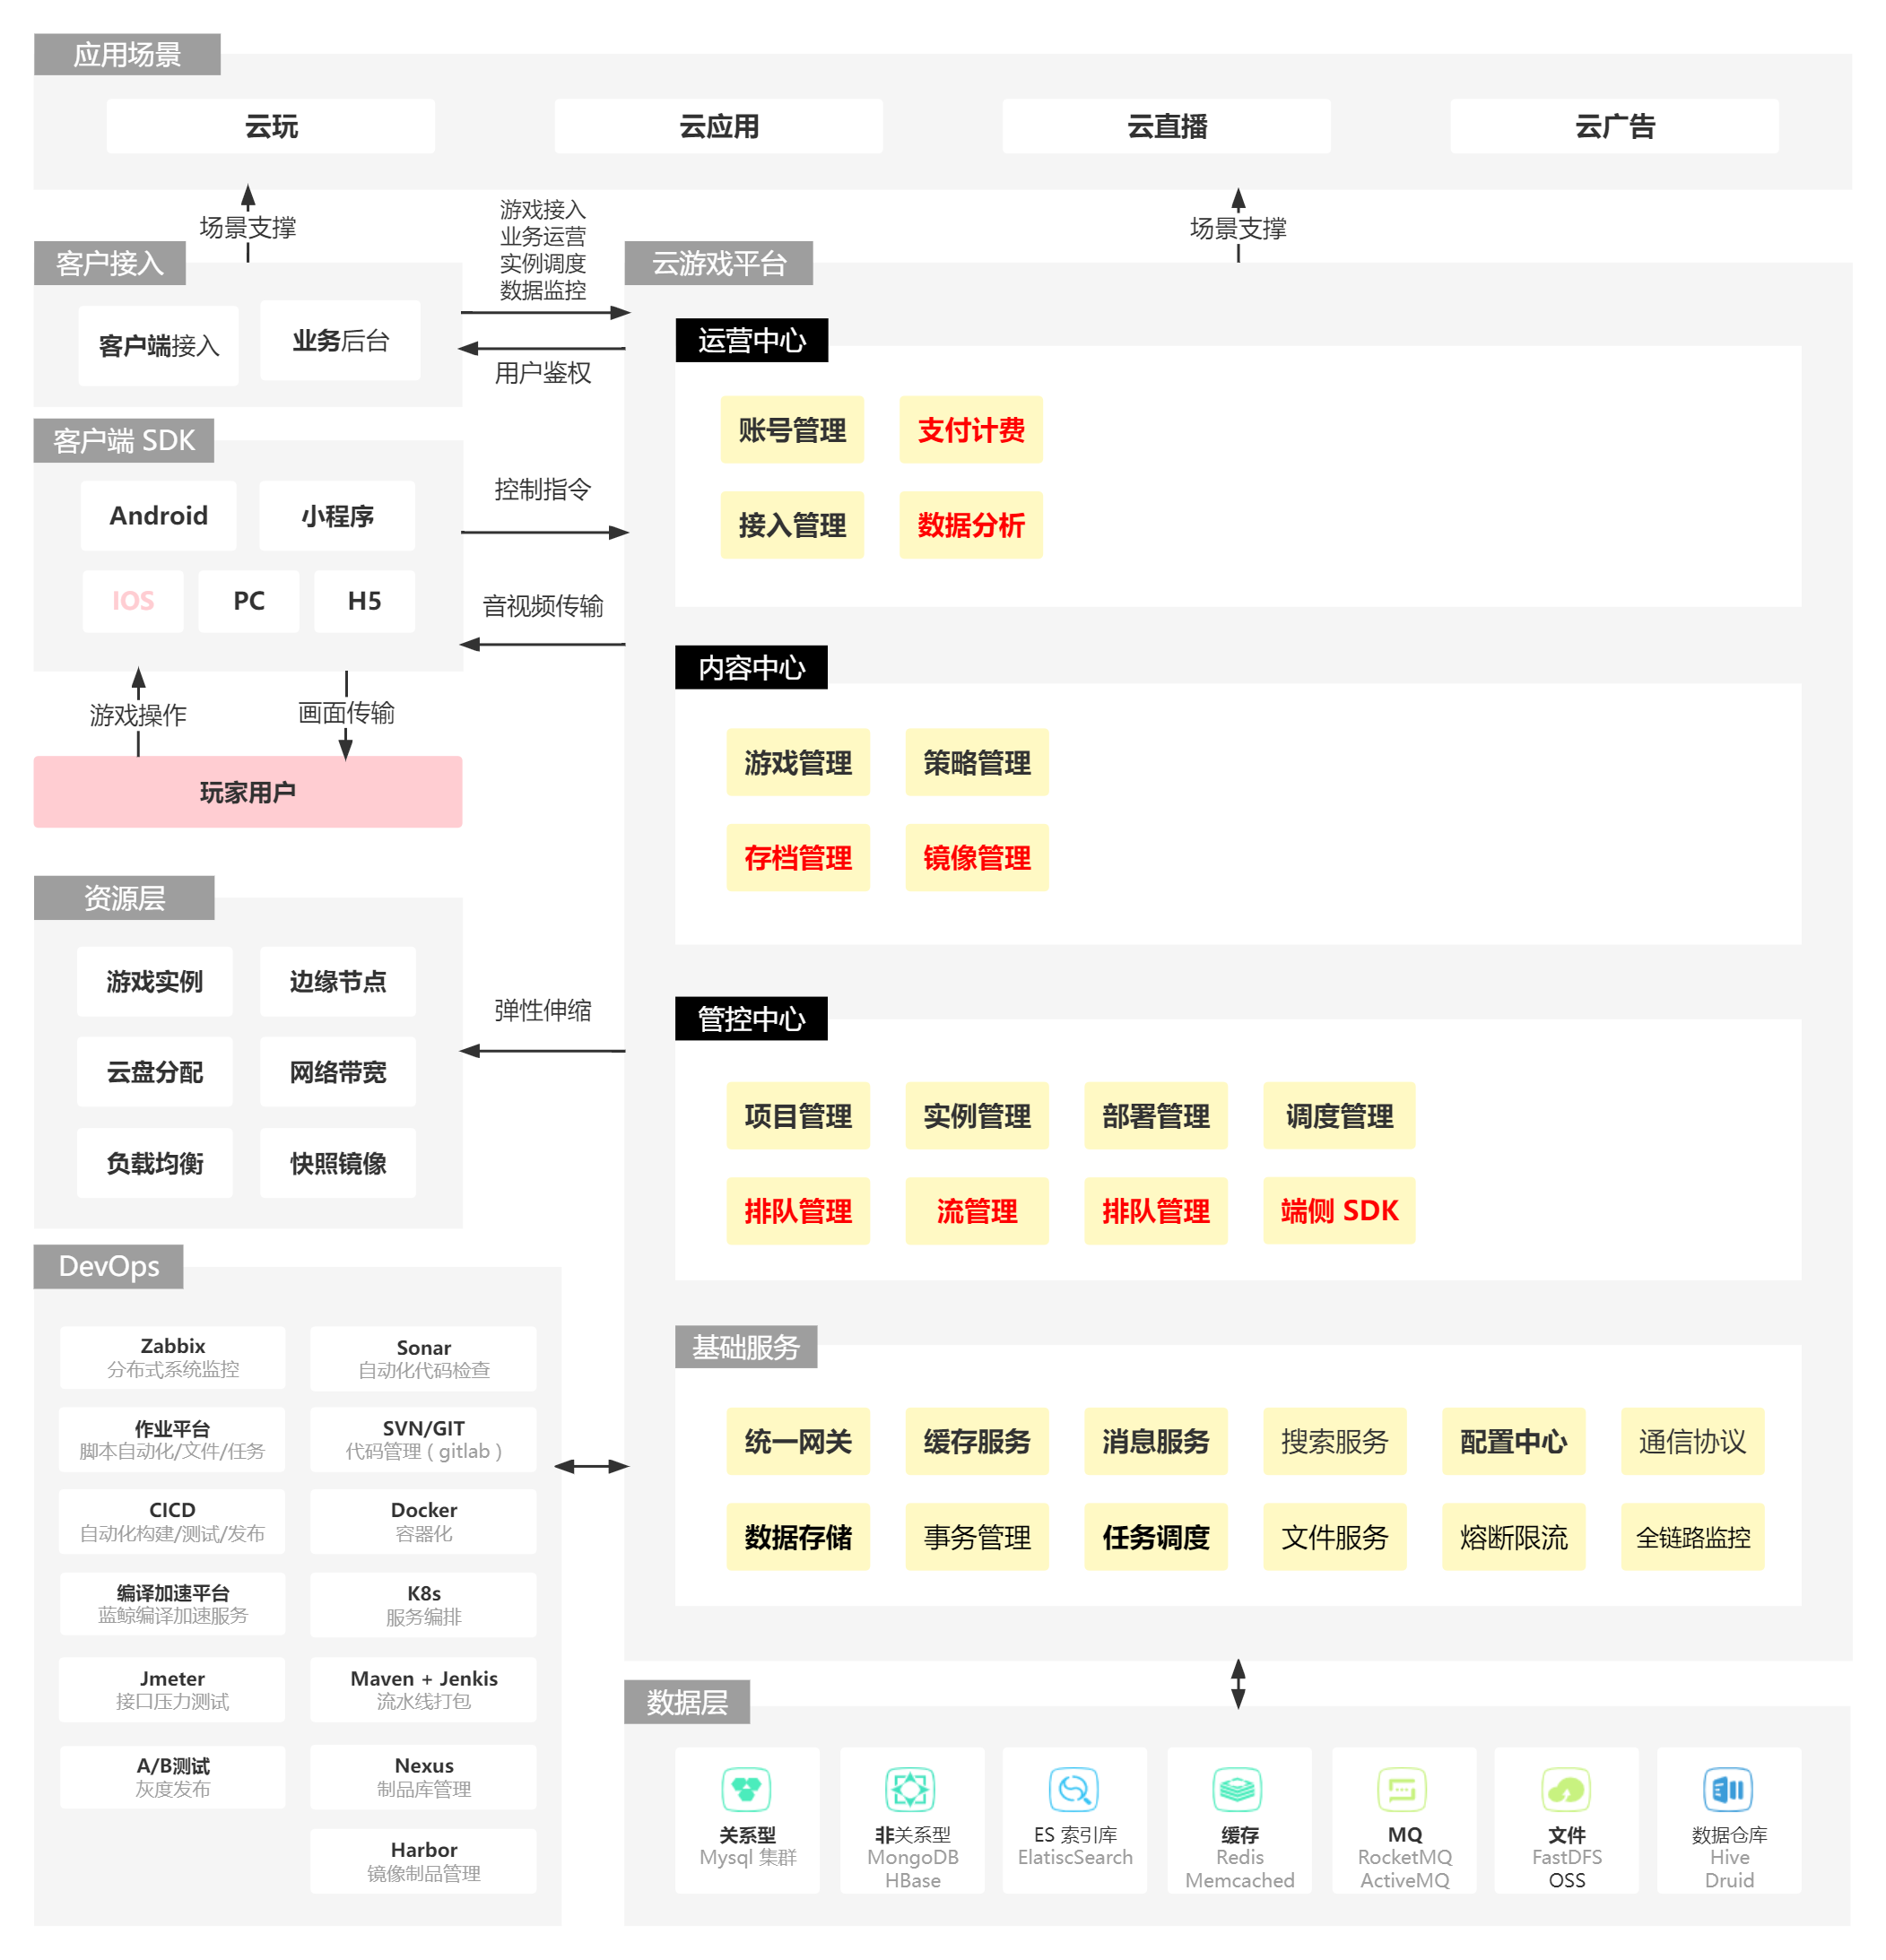 应用场景
云玩
云应用
云直播
云广告
场景支撑
场景支撑
游戏接入
业务运营
实例调度
数据监控
用户鉴权
客户接入
客户端接入
业务后台
客户端 SDK
Android
小程序
IOS
PC
H5
控制指令
音视频传输
游戏操作
画面传输
玩家用户
资源层
游戏实例
边缘节点
云盘分配
网络带宽
负载均衡
快照镜像
弹性伸缩
DevOps
Zabbix
分布式系统监控
Sonar
自动化代码检查
作业平台
脚本自动化/文件/任务
SVN/GIT
代码管理 ( gitlab )
CICD
自动化构建/测试/发布
Docker
容器化
编译加速平台
蓝鲸编译加速服务
K8s
服务编排
Jmeter
接口压力测试
Maven + Jenkis
流水线打包
A/B测试
灰度发布
Nexus
制品库管理
Harbor
镜像制品管理
云游戏平台
运营中心
账号管理
支付计费
接入管理
数据分析
内容中心
游戏管理
策略管理
存档管理
镜像管理
管控中心
项目管理
实例管理
部署管理
调度管理
排队管理
流管理
排队管理
端侧 SDK
基础服务
统一网关
缓存服务
消息服务
搜索服务
配置中心
通信协议
数据存储
事务管理
任务调度
文件服务
熔断限流
全链路监控
数据层
关系型
Mysql 集群
非关系型
MongoDB
HBase
ES 索引库
ElatiscSearch
缓存
Redis
Memcached
MQ
RocketMQ
ActiveMQ
文件
FastDFS
OSS
数据仓库
Hive
Druid